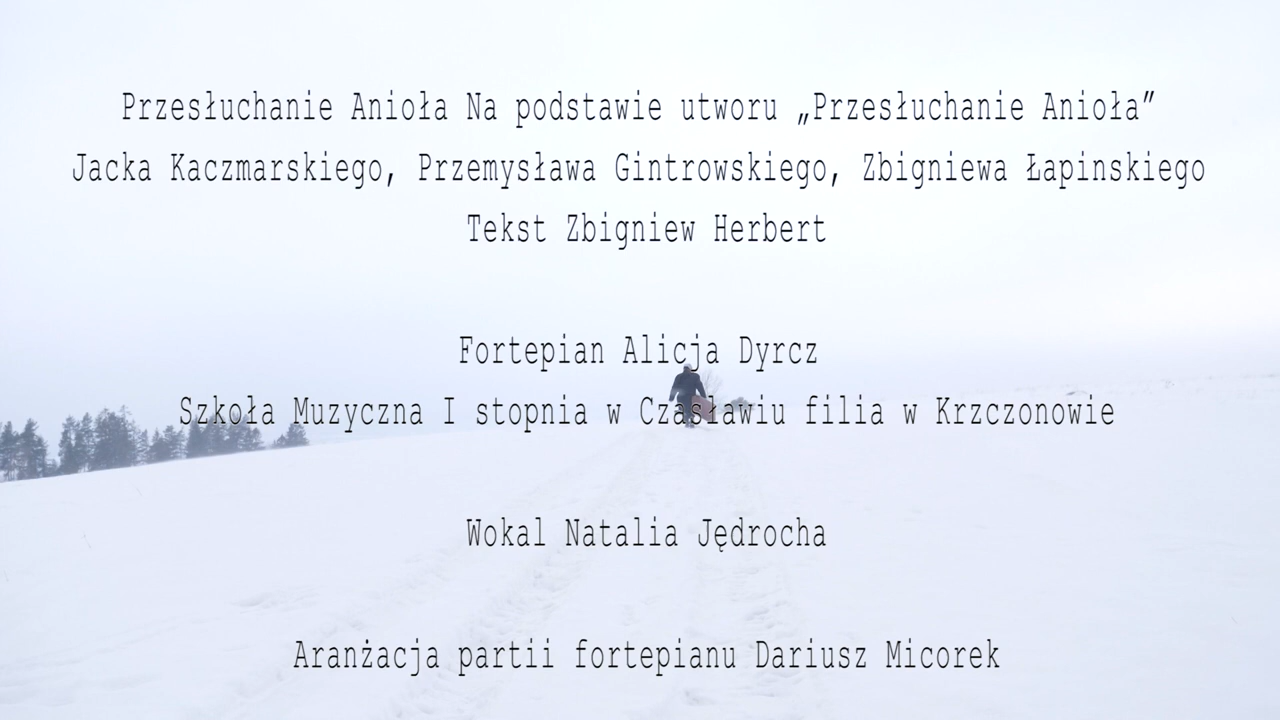 Przesłuchanie Anioła Na podstawie utworu „Przesłuchanie Anioła”
Jacka Kaczmarskiego, Przemysława Gintrowskiego, Zbigniewa Łapinskiego
Tekst Zbigniew Herbert
Fortepian Alicja Dyrcz
Szkoła Muzyczna I stopnia w Czasławiu filia w Krzczonowie
Wokal Natalia Jędrocha
Aranżacja partii fortepianu Dariusz Micorek